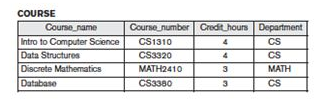 COURSE
Course_name Course_number Credit_hours Department
Intro to Computer Science CS1310 4 CS
Data Structures CS3320 4 CS
Discrete Mathematics MATH2410 3 MATH
Database CS3380 3 CS